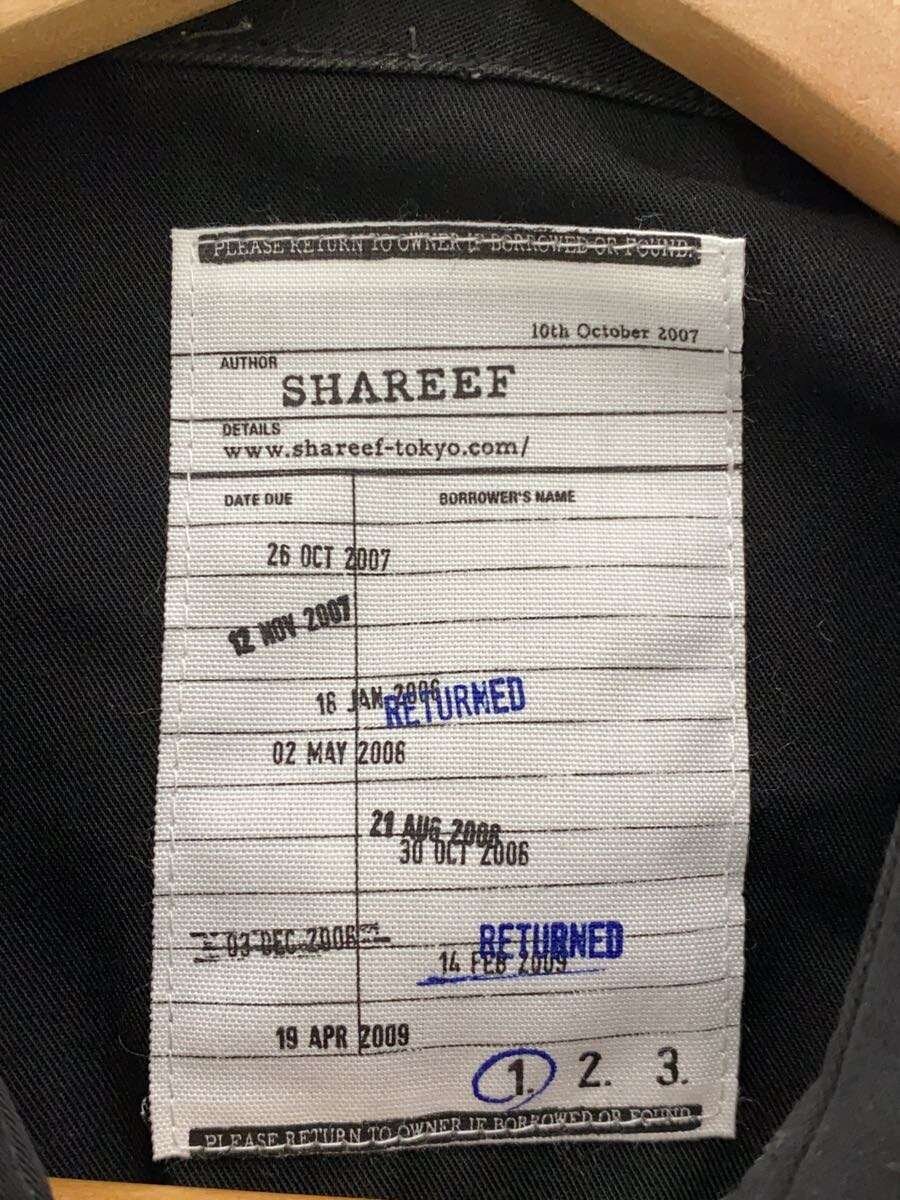 PLEASE RETURN TO OWNER IF BORROWED OR FOUND.
10th October 2007
AUTHOR
SHAREEF
DETAILS
www.shareef-tokyo.com/
DATE DUE BORROWER'S NAME
26 OCT 2007
12 NOV 2007
16 JAN 2006 RETURNED
02 MAY 2006
21 AUG 2006
30 OCT 2006
03 DEC 2006 RETURNED
14 FEB 2009
19 APR 2009
1. 2. 3.
PLEASE RETURN TO OWNER IF BORROWED OR FOUND.